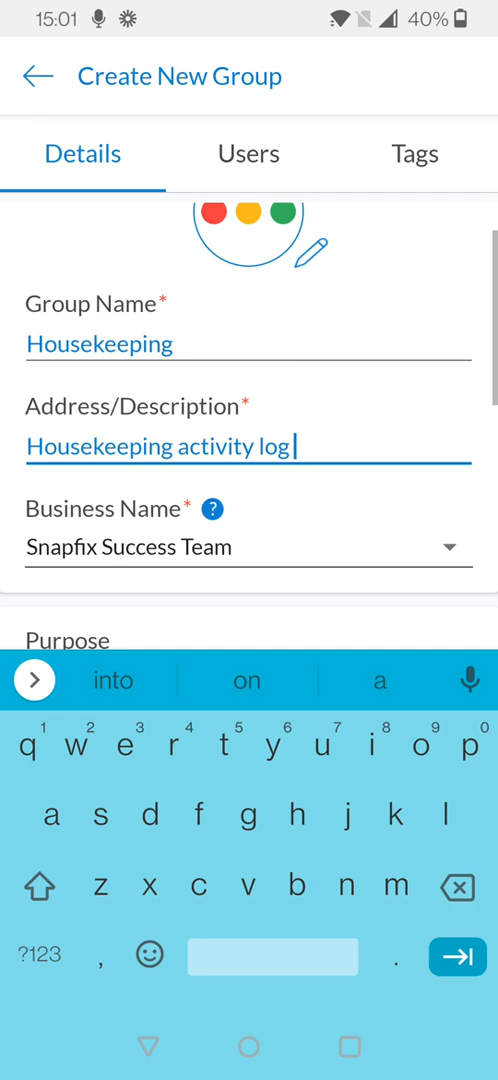 15:01 40%
Create New Group
Details Users Tags
Group Name*
Housekeeping
Address/Description*
Housekeeping activity log
Business Name* ?
Snapfix Success Team
Purpose
into on a
1 2 3 4 5 6 7 8 9 0
q w e r t y u i o p
a s d f g h j k l
z x c v b n m
?123 , .